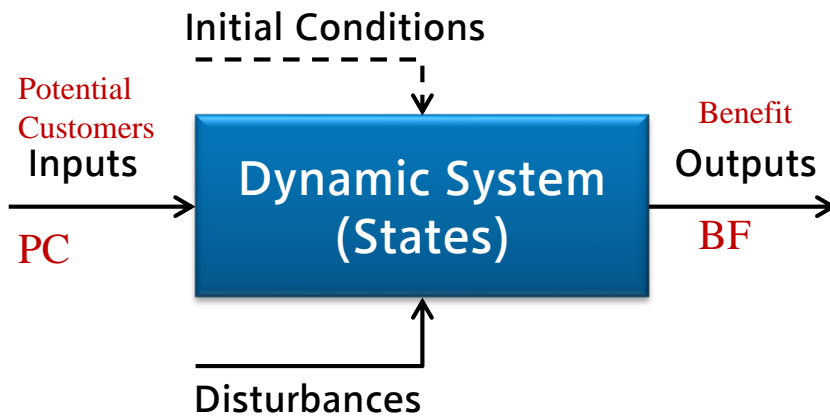 Initial Conditions
Potential
Customers
Inputs
PC
Dynamic System
(States)
Benefit
Outputs
BF
Disturbances